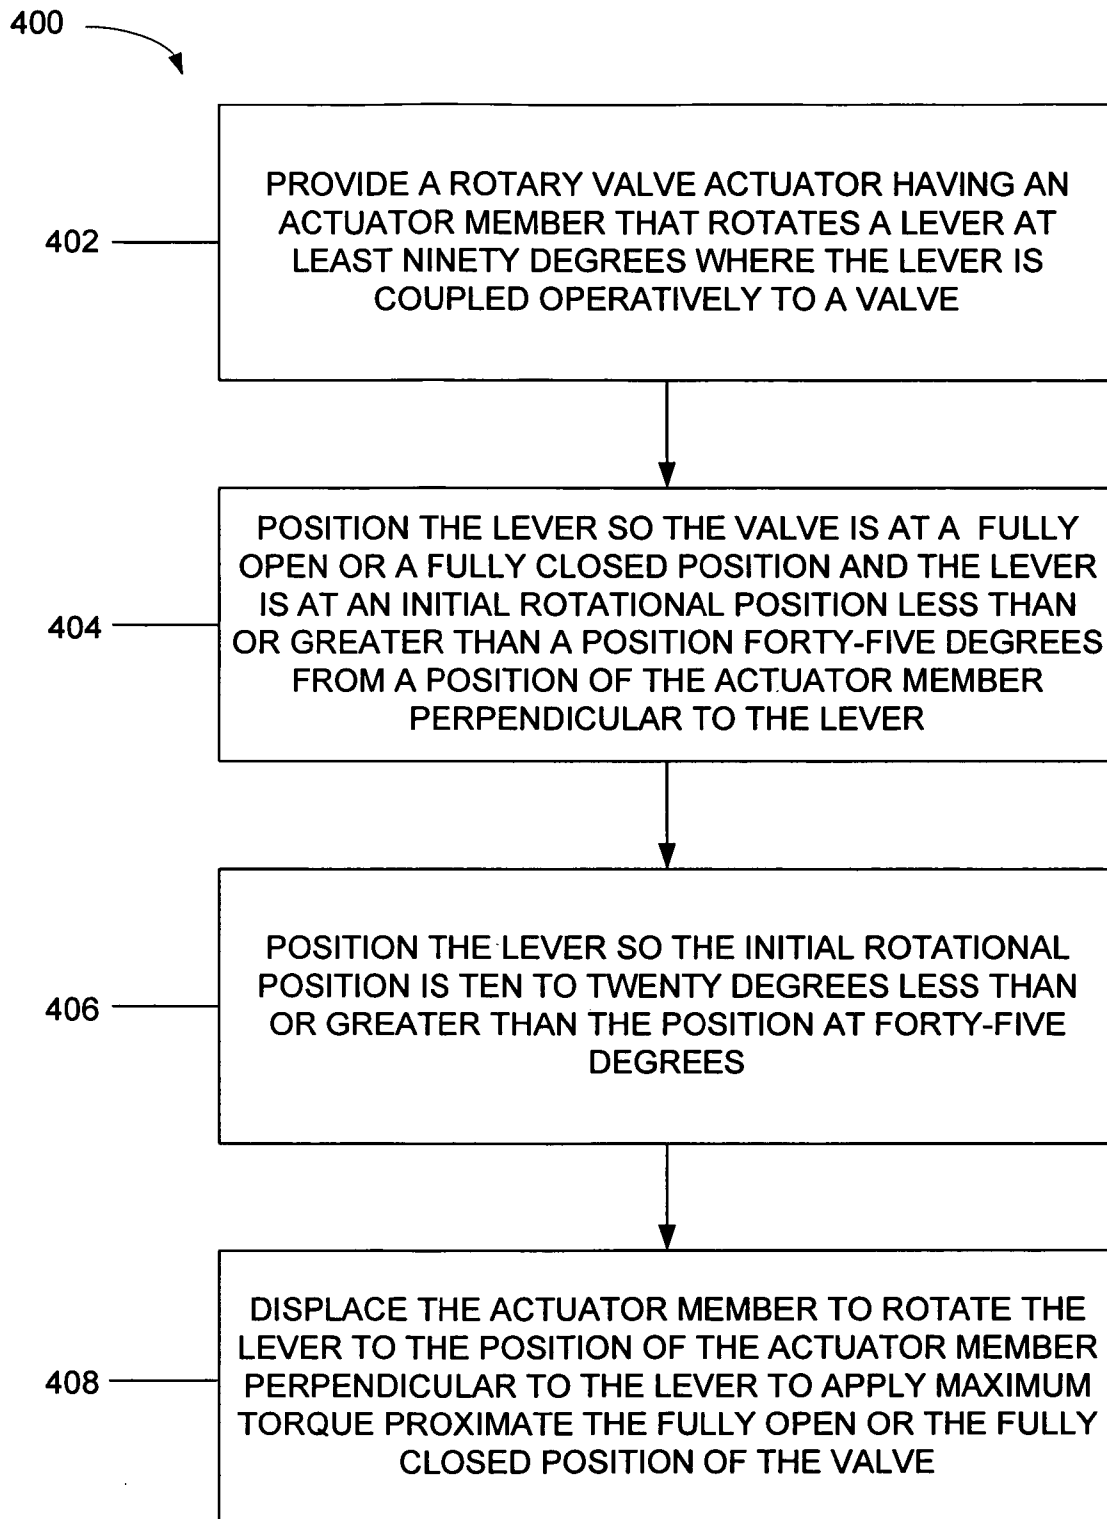 400
402
PROVIDE A ROTARY VALVE ACTUATOR HAVING AN
ACTUATOR MEMBER THAT ROTATES A LEVER AT
LEAST NINETY DEGREES WHERE THE LEVER IS
COUPLED OPERATIVELY TO A VALVE
404
POSITION THE LEVER SO THE VALVE IS AT A FULLY
OPEN OR A FULLY CLOSED POSITION AND THE LEVER
IS AT AN INITIAL ROTATIONAL POSITION LESS THAN
OR GREATER THAN A POSITION FORTY-FIVE DEGREES
FROM A POSITION OF THE ACTUATOR MEMBER
PERPENDICULAR TO THE LEVER
406
POSITION THE LEVER SO THE INITIAL ROTATIONAL
POSITION IS TEN TO TWENTY DEGREES LESS THAN
OR GREATER THAN THE POSITION AT FORTY-FIVE
DEGREES
408
DISPLACE THE ACTUATOR MEMBER TO ROTATE THE
LEVER TO THE POSITION OF THE ACTUATOR MEMBER
PERPENDICULAR TO THE LEVER TO APPLY MAXIMUM
TORQUE PROXIMATE THE FULLY OPEN OR THE FULLY
CLOSED POSITION OF THE VALVE